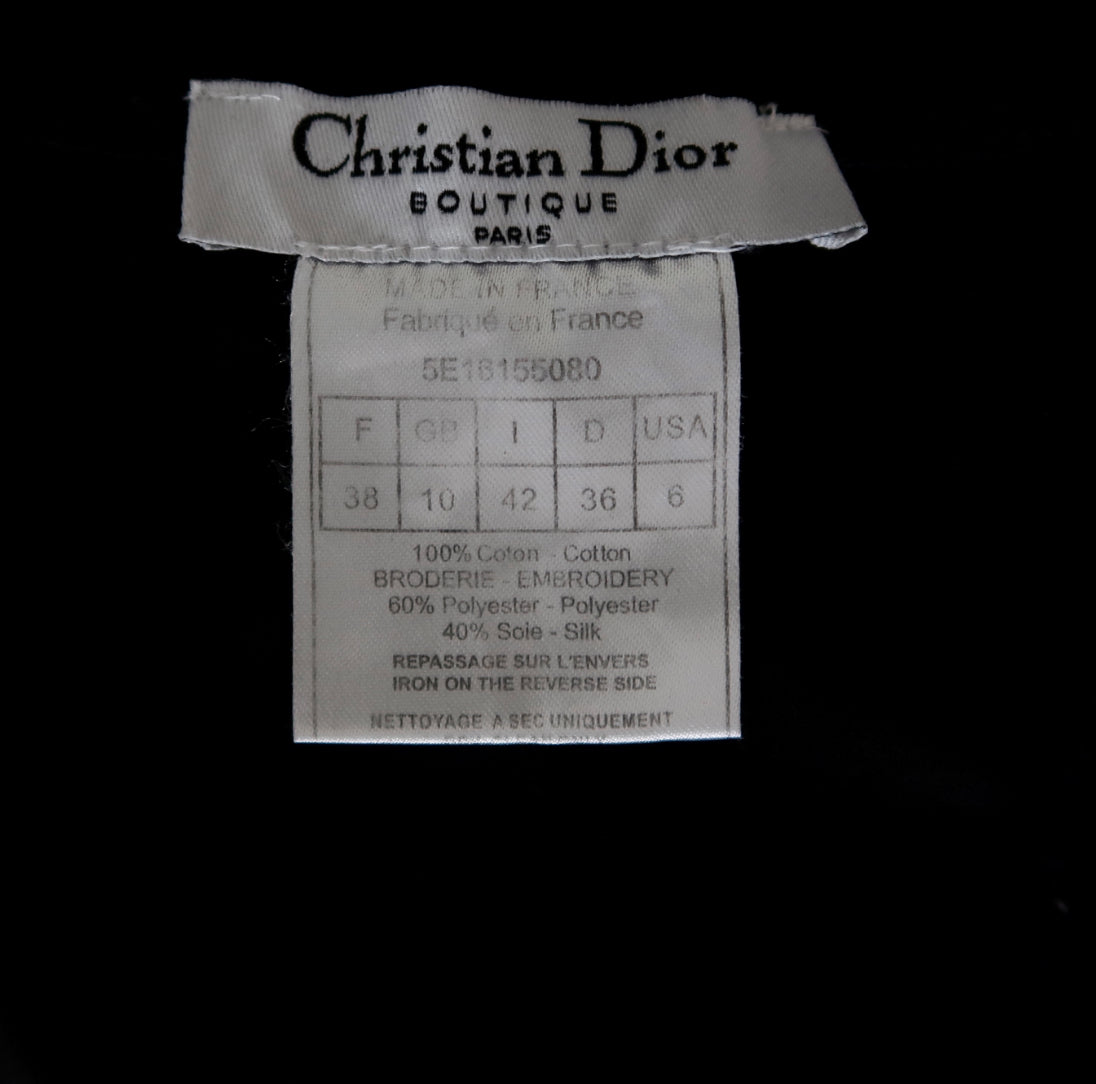 Christian Dior
BOUTIQUE
PARIS
MADE IN FRANCE
Fabriqué en France
5E16155080
F GB I D USA
38 10 42 36 6
100% Coton - Cotton
BRODERIE - EMBROIDERY
60% Polyester - Polyester
40% Soie - Silk
REPASSAGE SUR L'ENVERS
IRON ON THE REVERSE SIDE
NETTOYAGE A SEC UNIQUEMENT